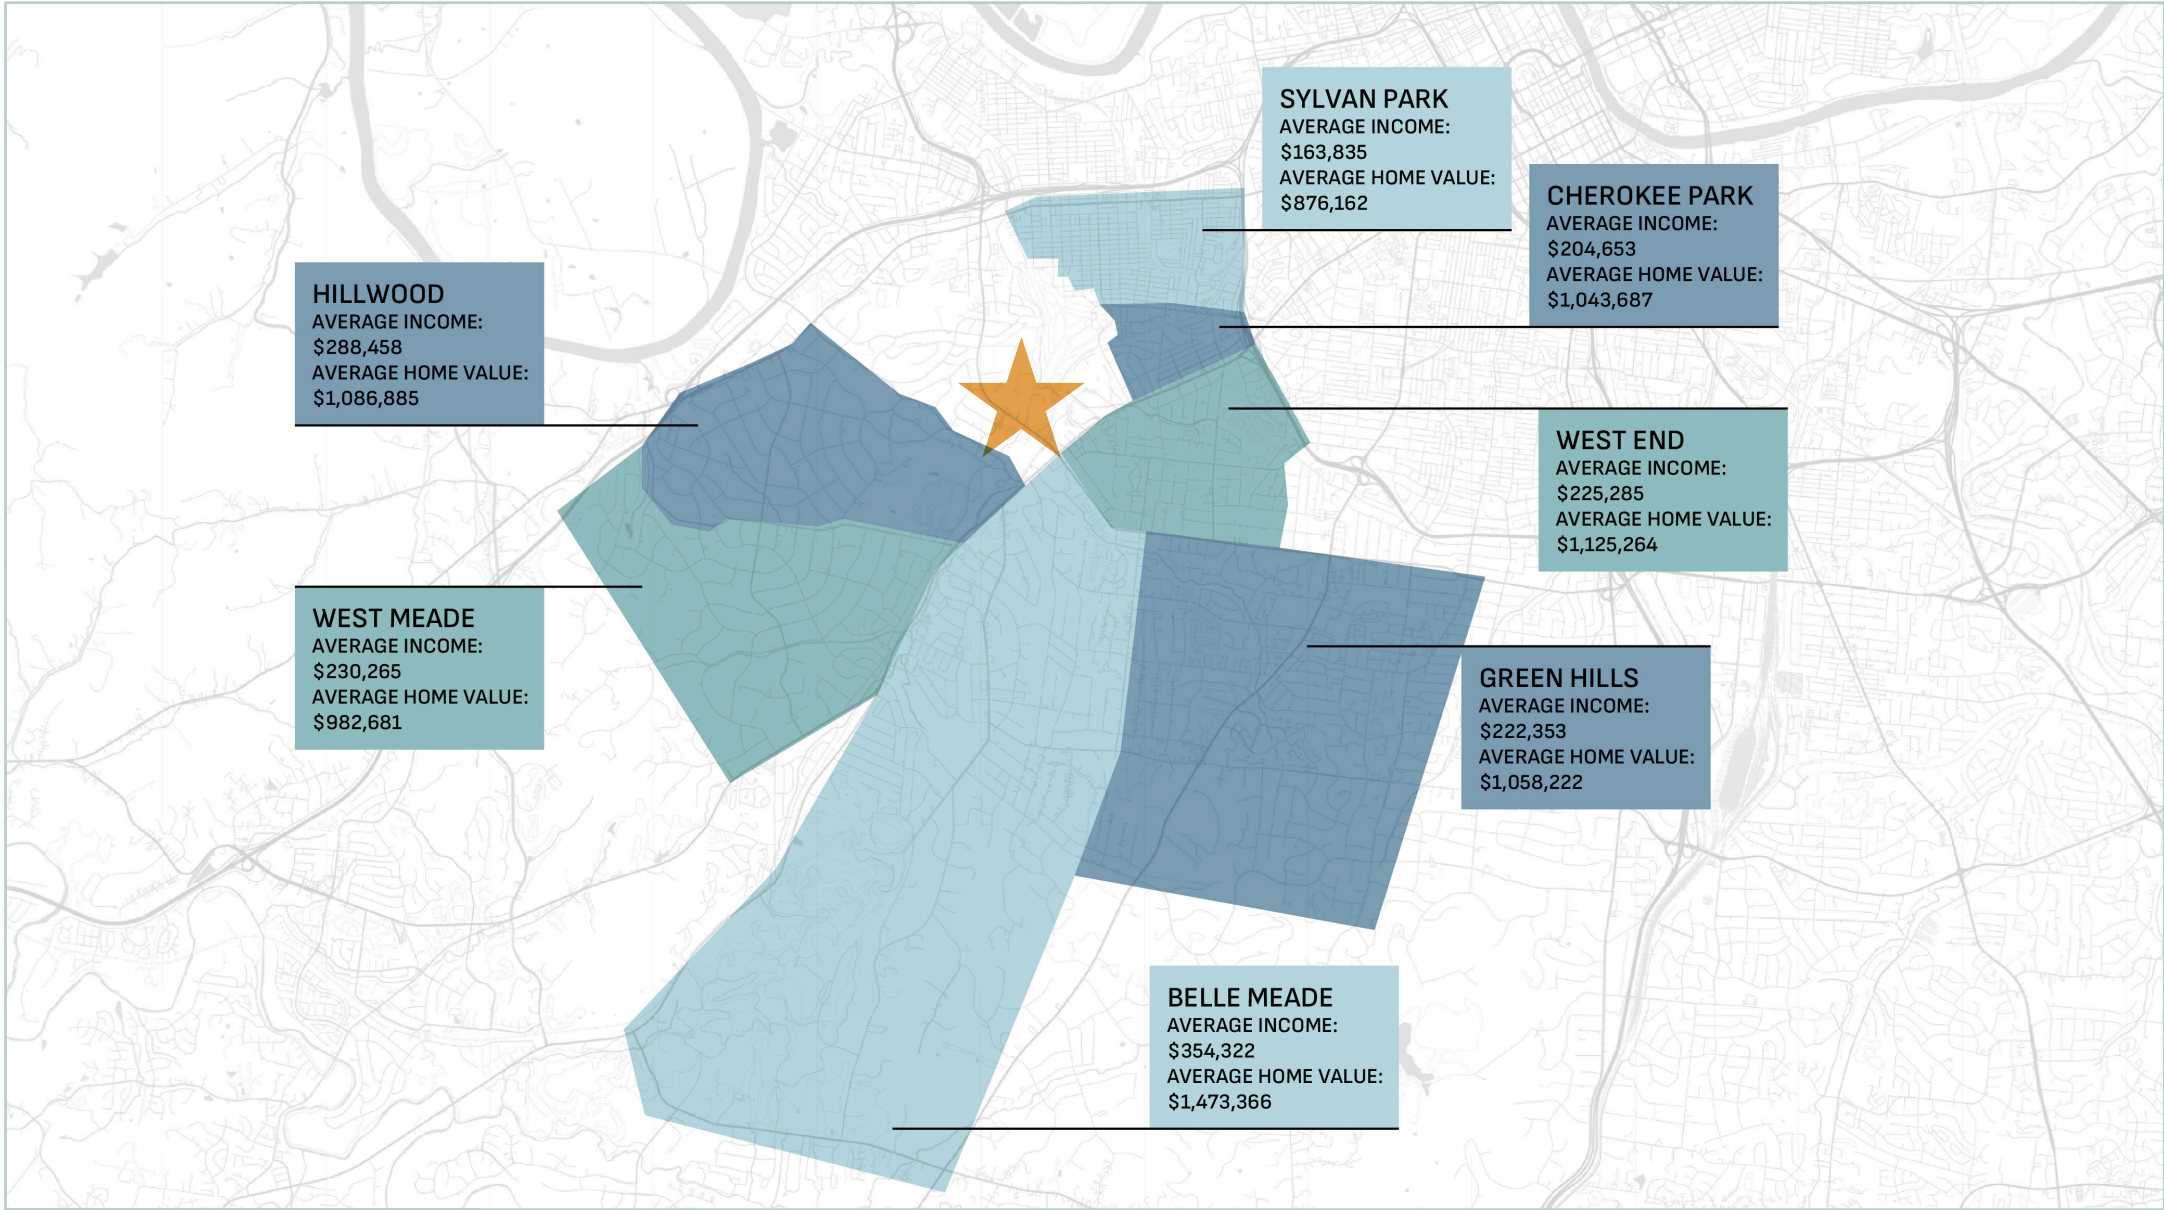 SYLVAN PARK
AVERAGE INCOME:
$163,835
AVERAGE HOME VALUE:
$876,162
CHEROKEE PARK
AVERAGE INCOME:
$204,653
AVERAGE HOME VALUE:
$1,043,687
HILLWOOD
AVERAGE INCOME:
$288,458
AVERAGE HOME VALUE:
$1,086,885
WEST END
AVERAGE INCOME:
$225,285
AVERAGE HOME VALUE:
$1,125,264
WEST MEADE
AVERAGE INCOME:
$230,265
AVERAGE HOME VALUE:
$982,681
GREEN HILLS
AVERAGE INCOME:
$222,353
AVERAGE HOME VALUE:
$1,058,222
BELLE MEADE
AVERAGE INCOME:
$354,322
AVERAGE HOME VALUE:
$1,473,366